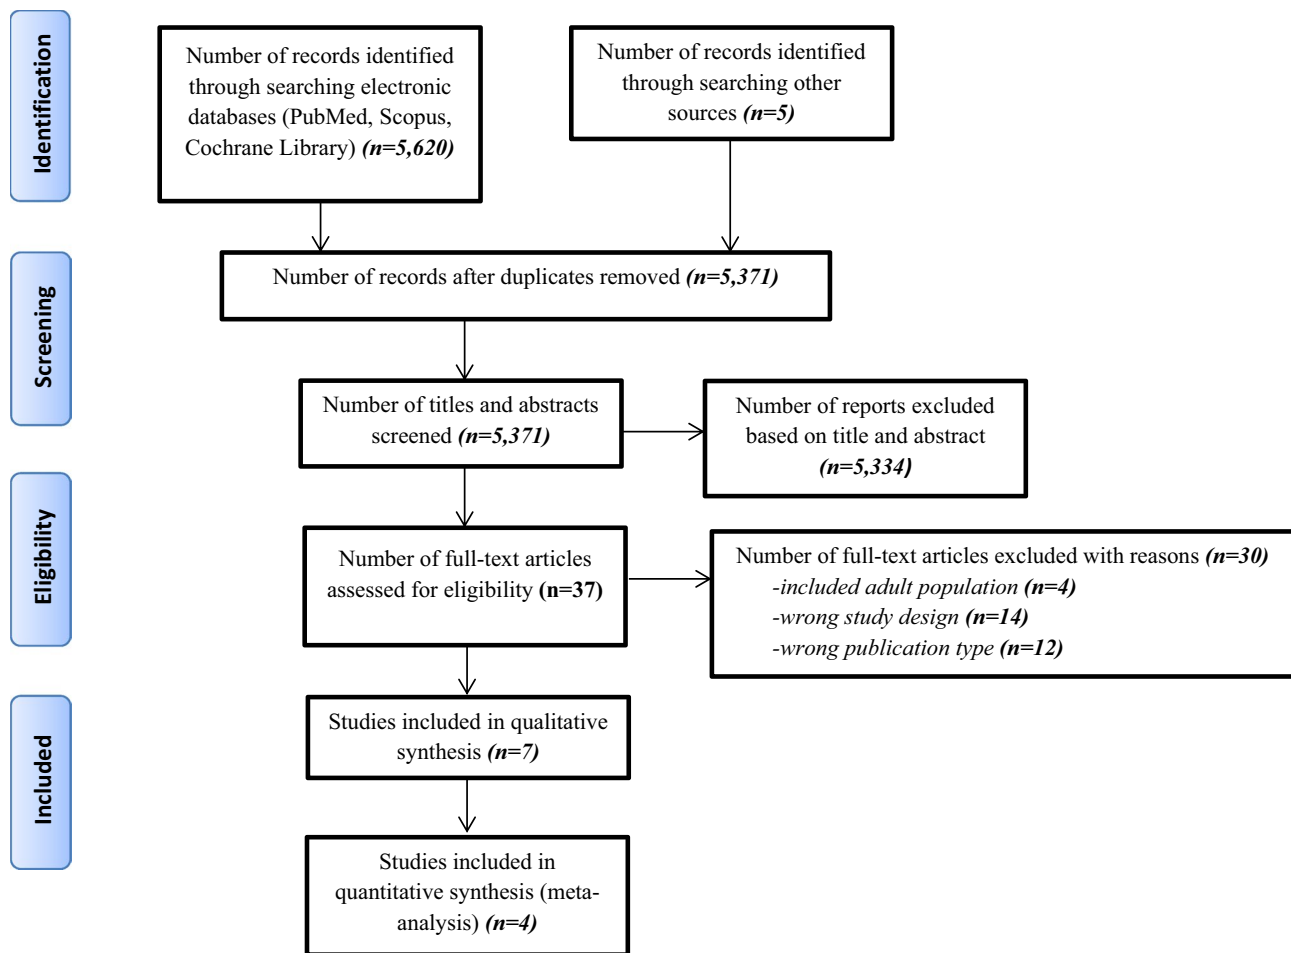 Identification
Number of records identified
through searching electronic
databases (PubMed, Scopus,
Cochrane Library) (n=5,620)
Number of records identified
through searching other
sources (n=5)
Screening
Number of records after duplicates removed (n=5,371)
Number of titles and abstracts
screened (n=5,371)
Number of reports excluded
based on title and abstract
(n=5,334)
Eligibility
Number of full-text articles
assessed for eligibility (n=37)
Number of full-text articles excluded with reasons (n=30)
-included adult population (n=4)
-wrong study design (n=14)
-wrong publication type (n=12)
Included
Studies included in qualitative
synthesis (n=7)
Studies included in
quantitative synthesis (meta-
analysis) (n=4)